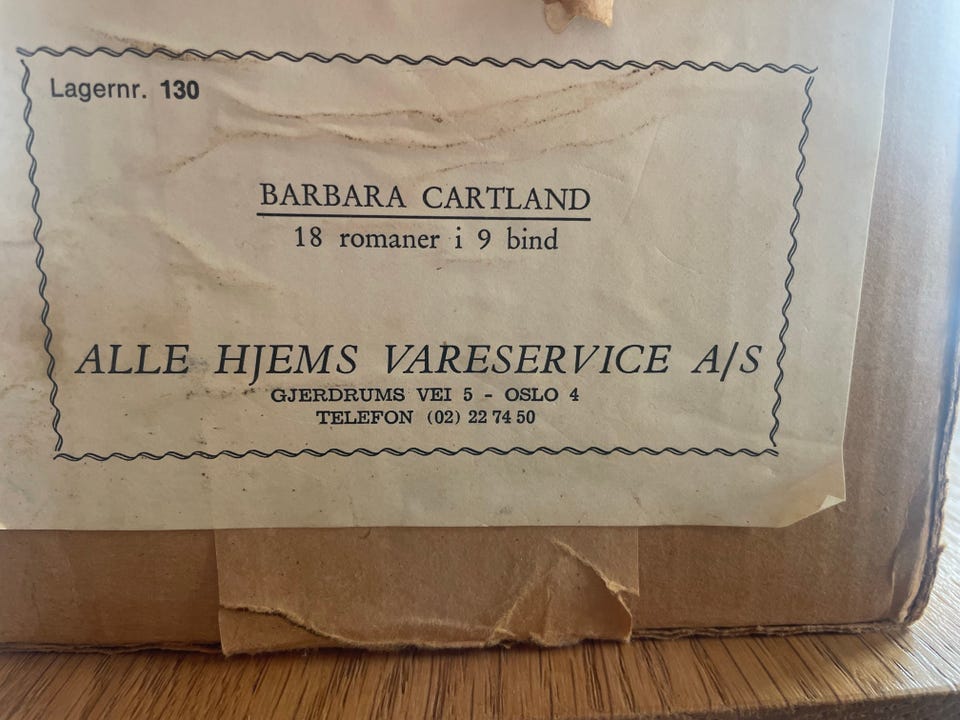 Lagernr. 130
BARBARA CARTLAND
18 romaner i 9 bind
ALLE HJEMS VARESERVICE A/S
GJERDRUMS VEI 5 - OSLO 4
TELEFON (02) 22 74 50